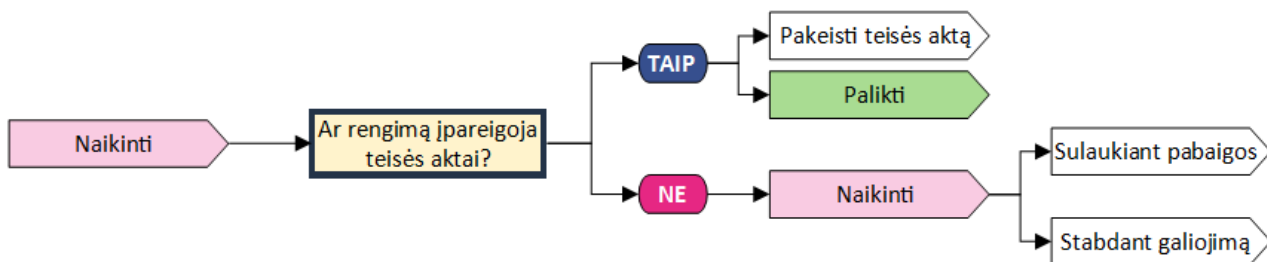 Naikinti
Ar rengimą įpareigoja
teisės aktai?
TAIP
Pakeisti teisės aktą
Palikti
NE
Naikinti
Sulaukiant pabaigos
Stabdant galiojimą